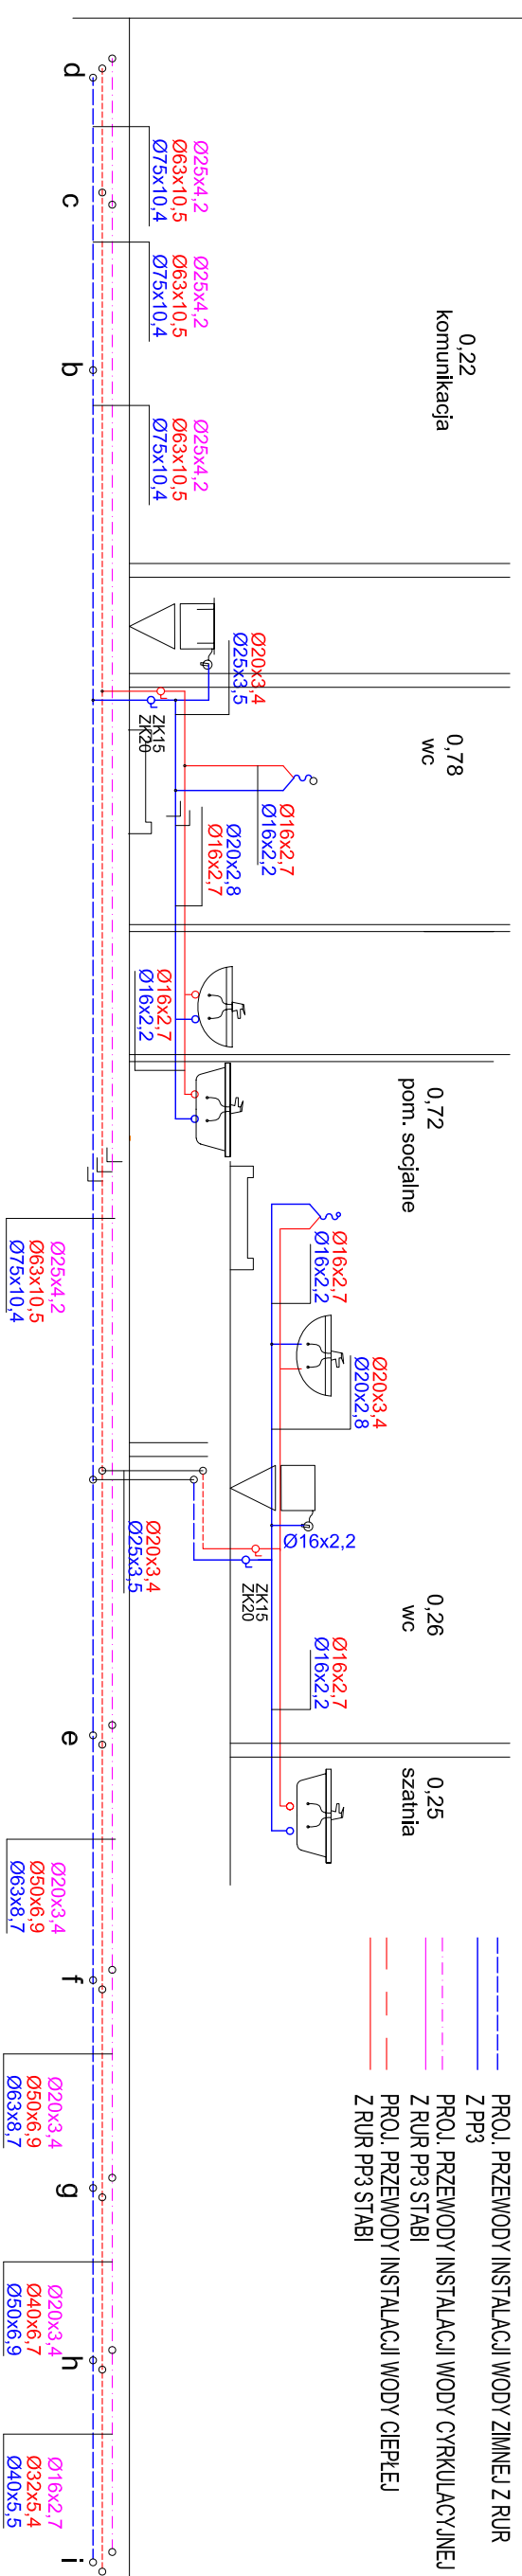 d
c
b
Ø25x4,2
Ø63x10,5
Ø75x10,4
Ø25x4,2
Ø63x10,5
Ø75x10,4
Ø25x4,2
Ø63x10,5
Ø75x10,4
0,22
komunikacja
Ø20x3,4
Ø25x3,5
ZK15
ZK20
0,78
wc
Ø16x2,7
Ø16x2,2
Ø20x2,8
Ø16x2,7
Ø16x2,7
Ø16x2,2
0,72
pom. socjalne
Ø25x4,2
Ø63x10,5
Ø75x10,4
Ø16x2,7
Ø16x2,2
Ø20x3,4
Ø20x2,8
Ø20x3,4
Ø25x3,5
Ø16x2,2
ZK15
ZK20
0,26
wc
Ø16x2,7
Ø16x2,2
0,25
szatnia
e
Ø20x3,4
Ø50x6,9
Ø63x8,7
f
Ø20x3,4
Ø50x6,9
Ø63x8,7
g
Ø20x3,4
Ø40x6,7
Ø50x6,9
h
Ø16x2,7
Ø32x5,4
Ø40x5,5
i
PROJ. PRZEWODY INSTALACJI WODY ZIMNEJ Z RUR
Z PP3
PROJ. PRZEWODY INSTALACJI WODY CYRKULACYJNEJ
Z RUR PP3 STABI
PROJ. PRZEWODY INSTALACJI WODY CIEPŁEJ
Z RUR PP3 STABI